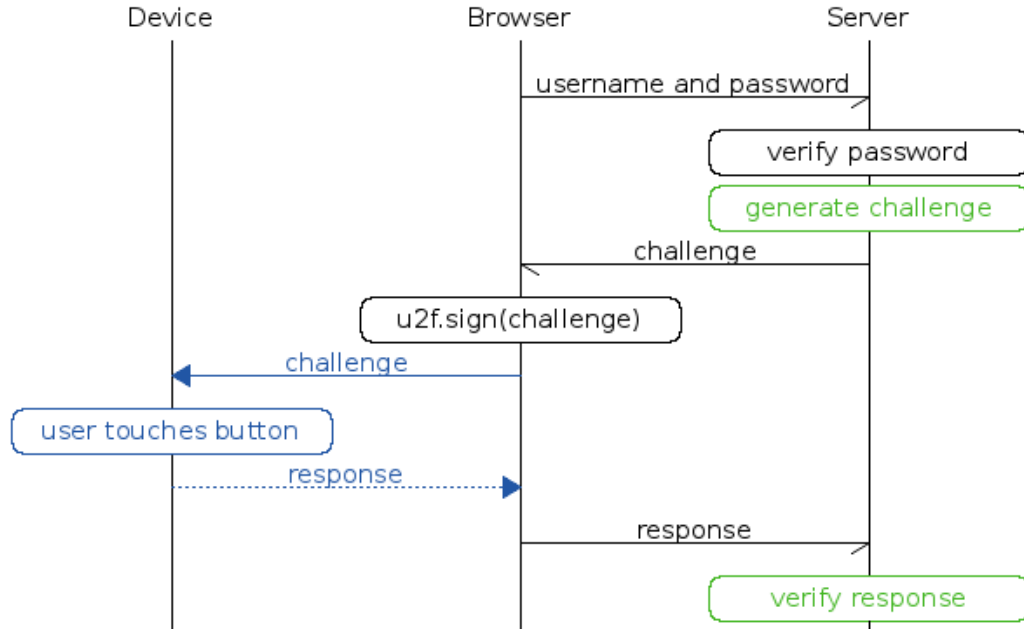 Device Browser Server
username and password
verify password
generate challenge
challenge
u2f.sign(challenge)
challenge
user touches button
response
response
verify response